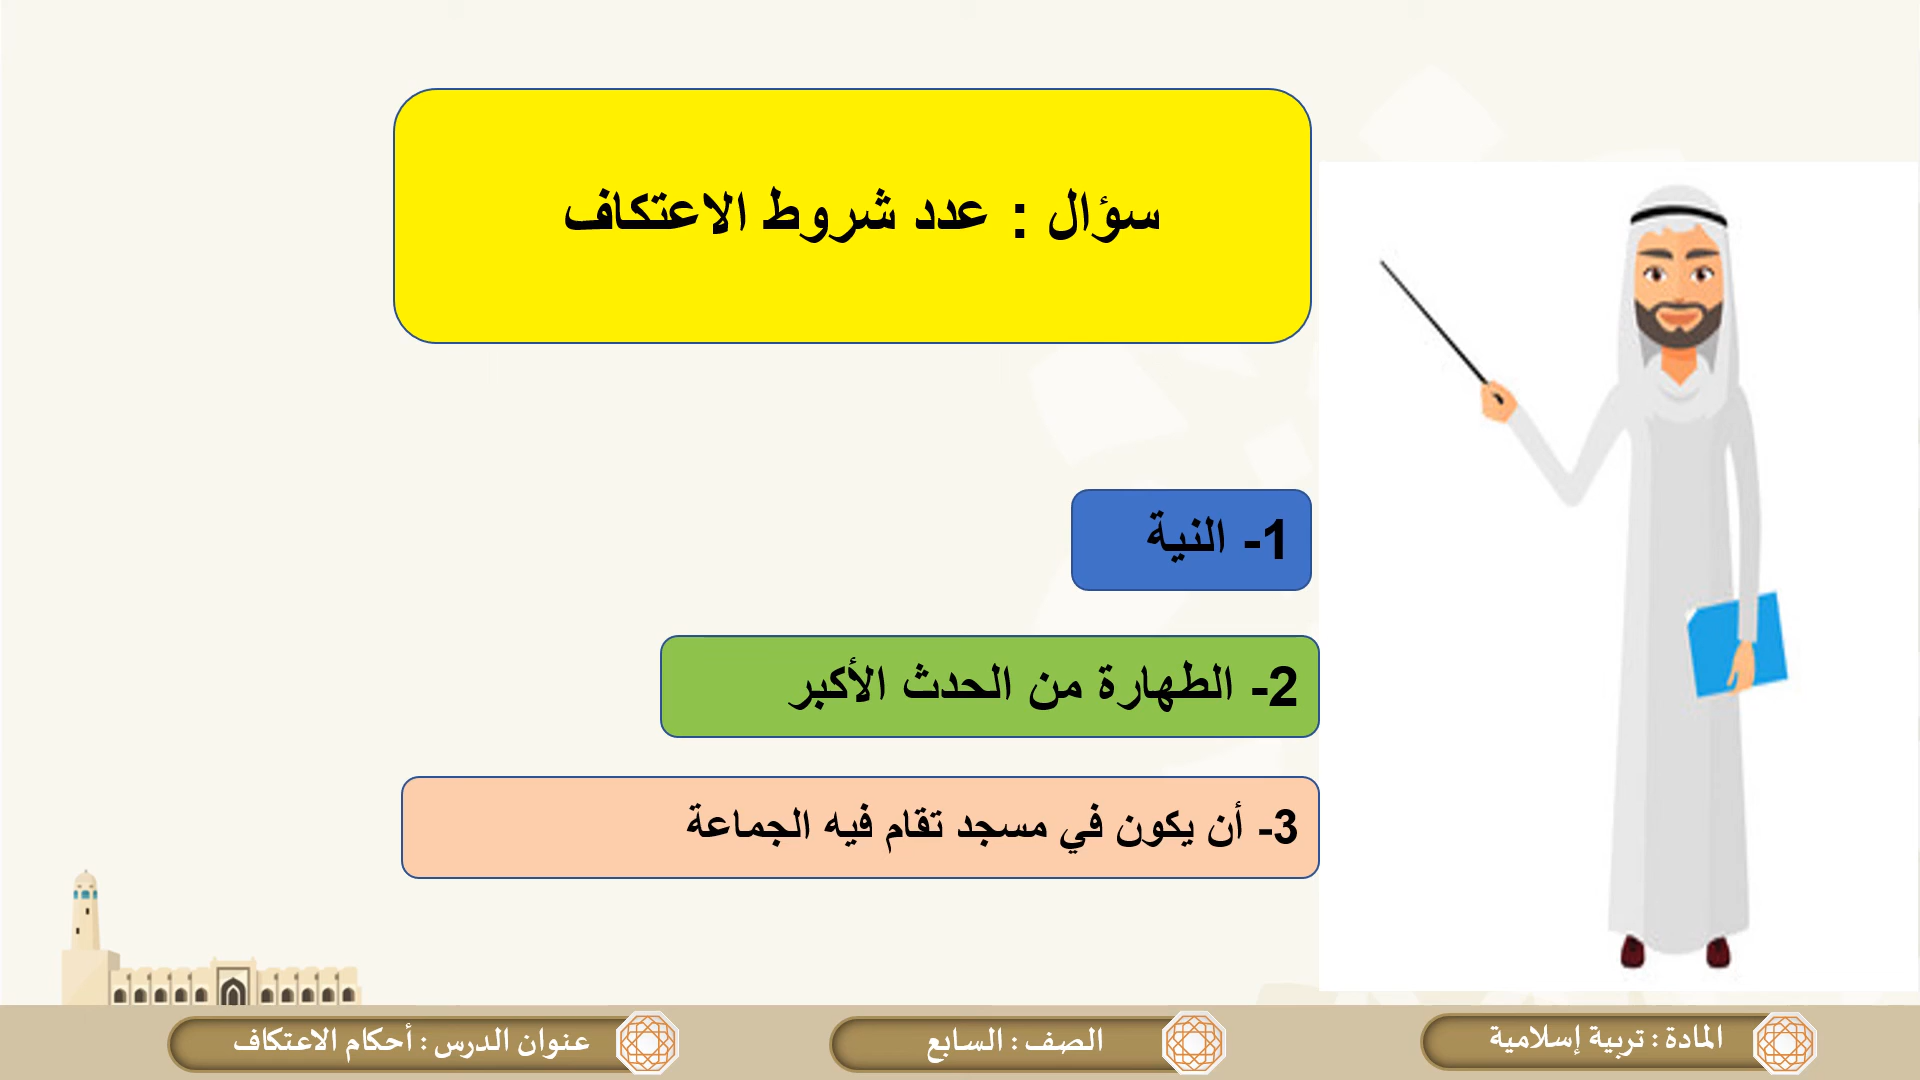 سؤال : عدد شروط الاعتكاف
1- النية
2- الطهارة من الحدث الأكبر
3- أن يكون في مسجد تقام فيه الجماعة
المادة : تربية إسلامية
الصف : السابع
عنوان الدرس : أحكام الاعتكاف